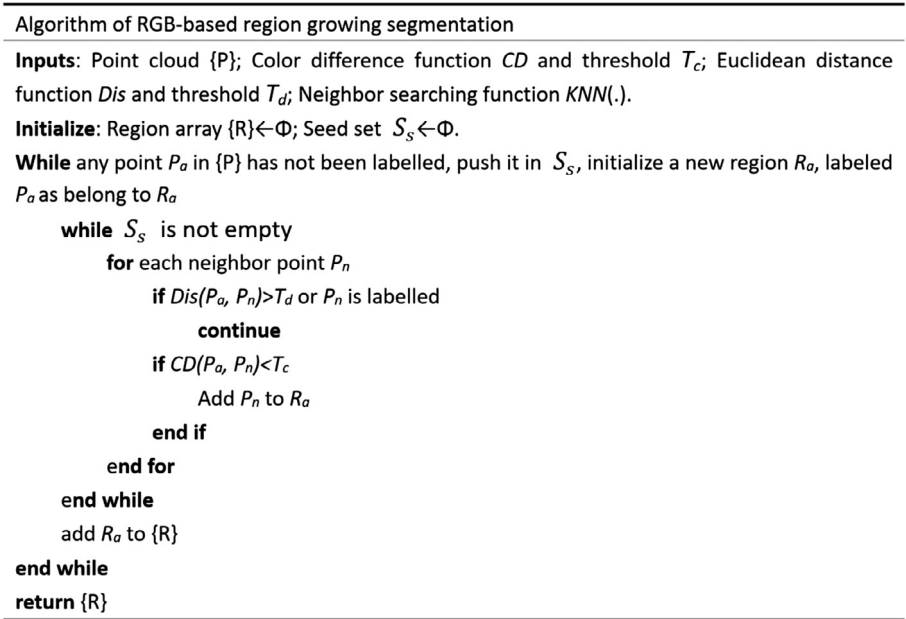 Algorithm of RGB-based region growing segmentation
Inputs: Point cloud {P}; Color difference function CD and threshold Tc; Euclidean distance
function Dis and threshold Td; Neighbor searching function KNN(.).
Initialize: Region array {R}←Φ; Seed set Ss←Φ.
While any point Pa in {P} has not been labelled, push it in Ss, initialize a new region Ra, labeled
Pa as belong to Ra
while Ss is not empty
for each neighbor point Pn
if Dis(Pa, Pn)>Td or Pn is labelled
continue
if CD(Pa, Pn)<Tc
Add Pn to Ra
end if
end for
end while
add Ra to {R}
end while
return {R}